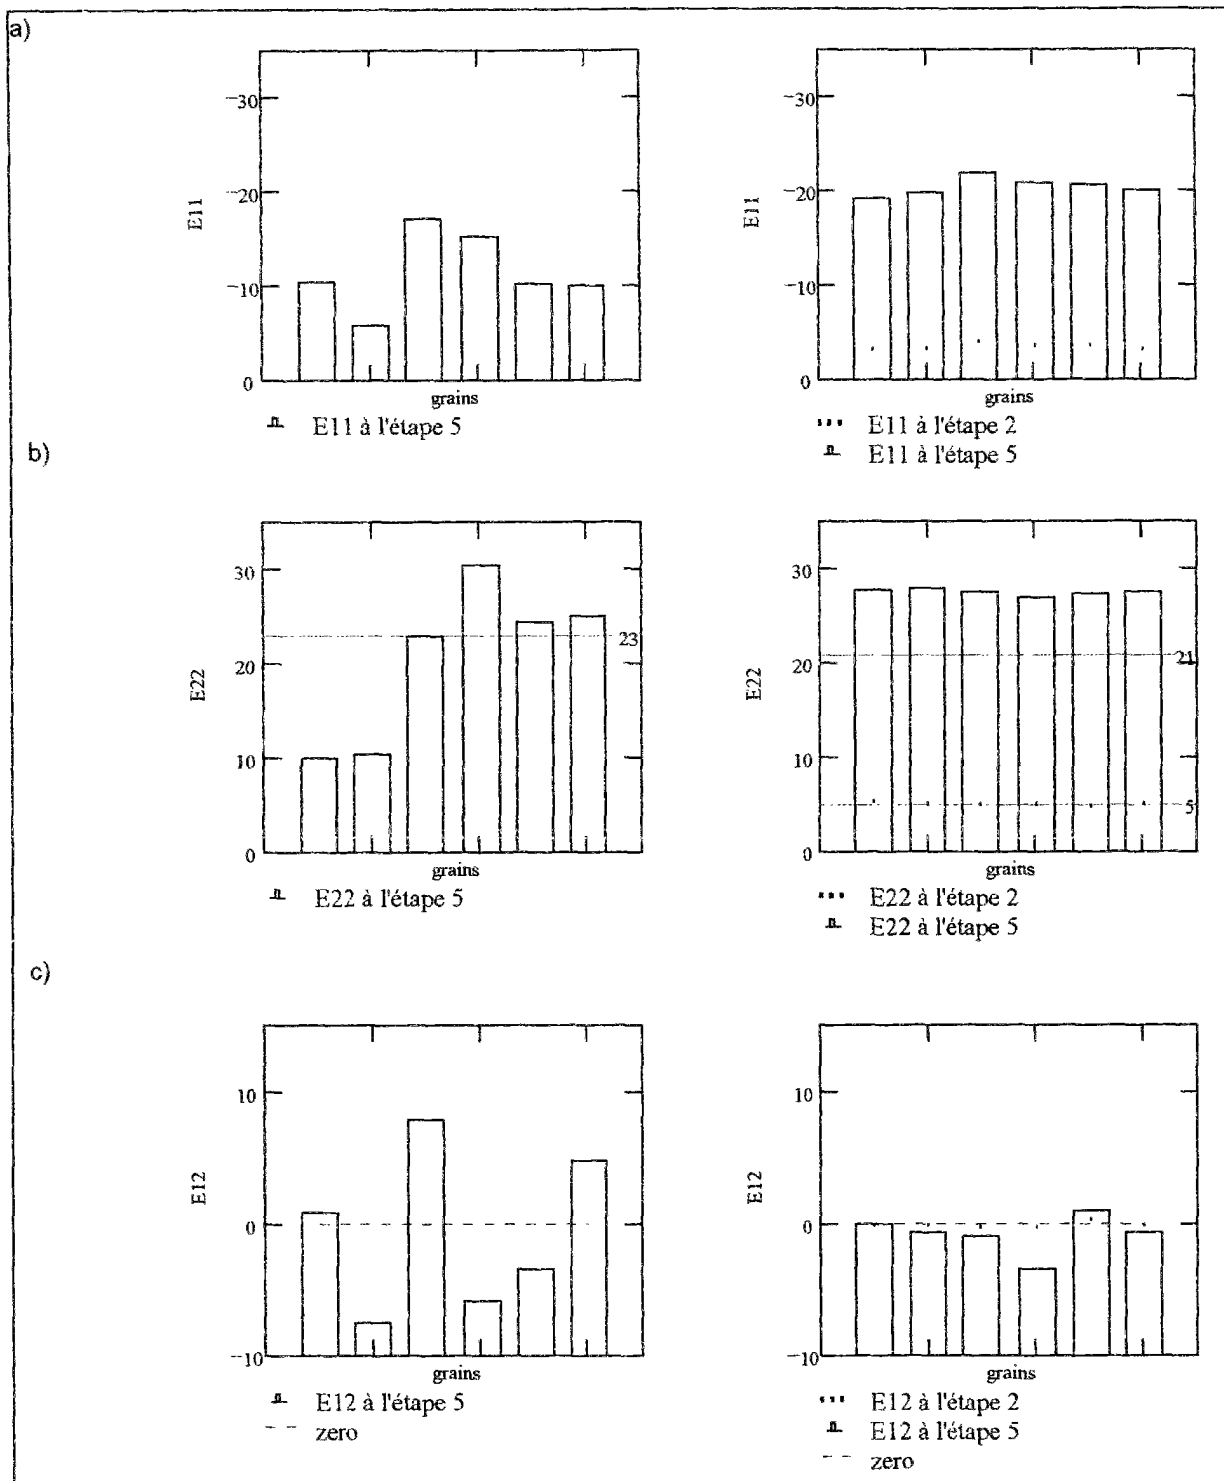 a)
−30
−20
−10
0
E11
grains
E11 à l'étape 5
−30
−20
−10
0
E11
grains
E11 à l'étape 2
E11 à l'étape 5
b)
30
20
10
0
E22
23
grains
E22 à l'étape 5
30
20
10
0
E22
21
5
grains
E22 à l'étape 2
E22 à l'étape 5
c)
10
0
−10
E12
grains
E12 à l'étape 5
zero
10
0
−10
E12
grains
E12 à l'étape 2
E12 à l'étape 5
zero